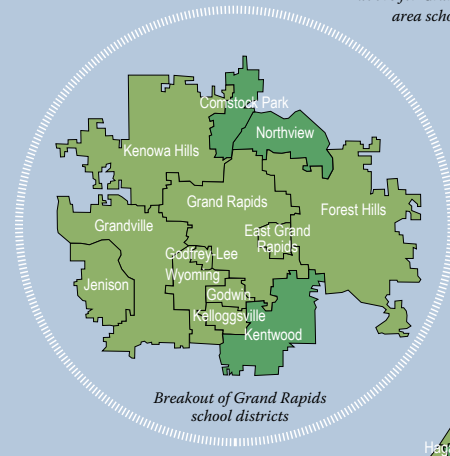 area scho
Comstock Park
Northview
Kenowa Hills
Grand Rapids
Forest Hills
Grandville
East Grand
Rapids
Godfrey-Lee
Wyoming
Jenison
Godwin
Kelloggsville
Kentwood
Breakout of Grand Rapids
school districts
Haga